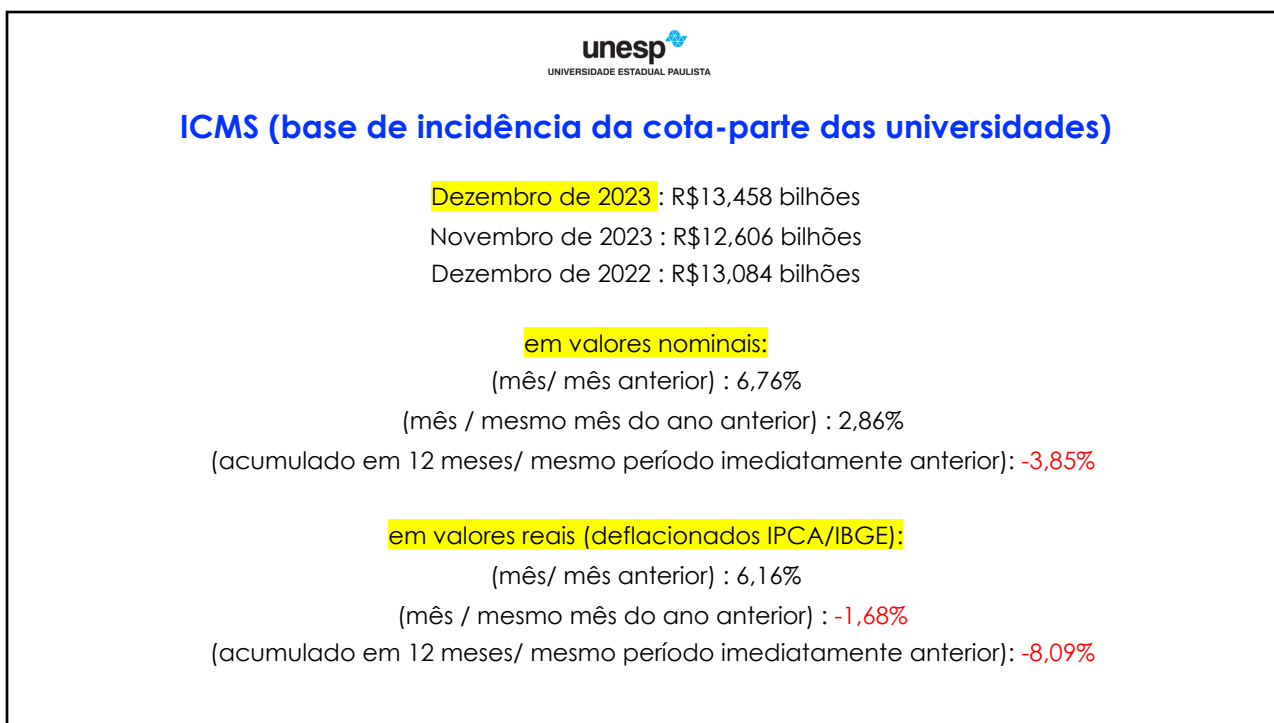 unesp
UNIVERSIDADE ESTADUAL PAULISTA
ICMS (base de incidência da cota-parte das universidades)
Dezembro de 2023 : R$13,458 bilhões
Novembro de 2023 : R$12,606 bilhões
Dezembro de 2022 : R$13,084 bilhões
em valores nominais:
(mês/ mês anterior) : 6,76%
(mês / mesmo mês do ano anterior) : 2,86%
(acumulado em 12 meses/ mesmo período imediatamente anterior): -3,85%
em valores reais (deflacionados IPCA/IBGE):
(mês/ mês anterior) : 6,16%
(mês / mesmo mês do ano anterior) : -1,68%
(acumulado em 12 meses/ mesmo período imediatamente anterior): -8,09%